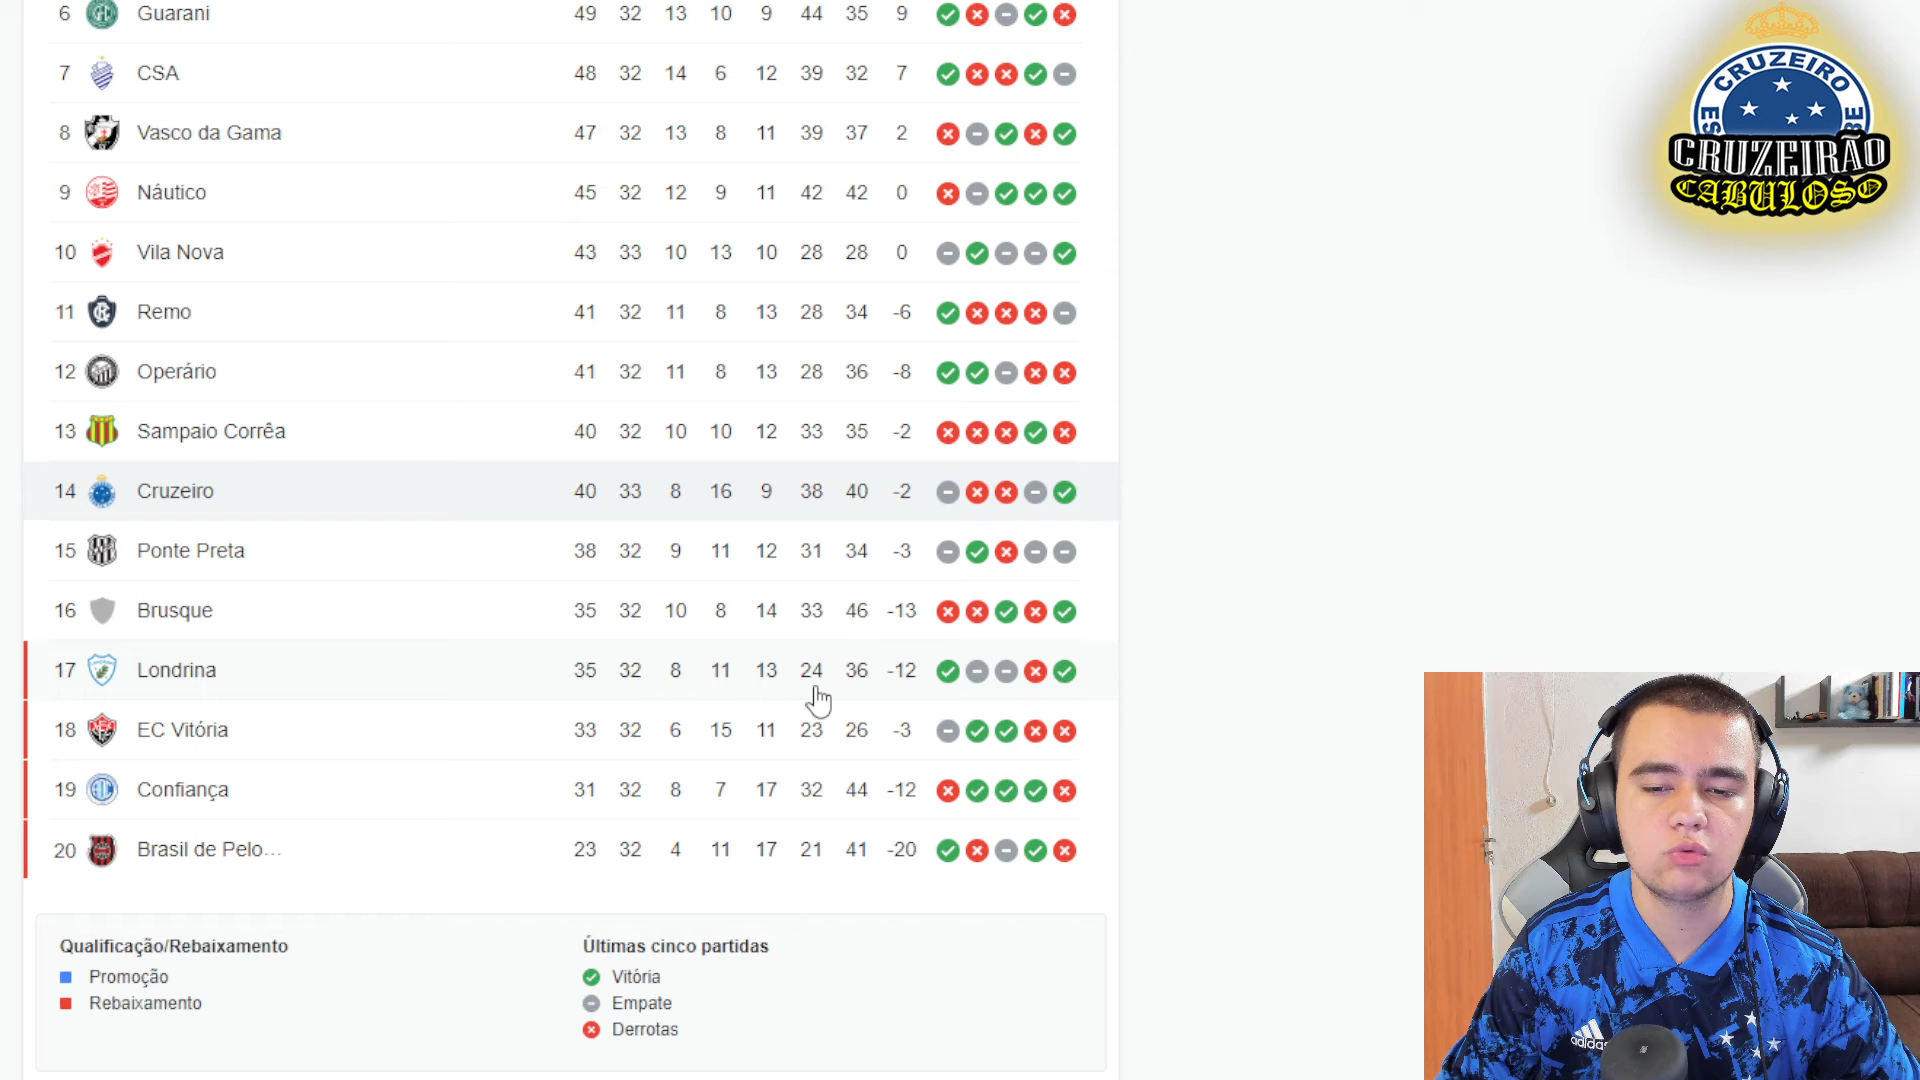 6 Guarani 49 32 13 10 9 44 35 9
7 CSA 48 32 14 6 12 39 32 7
8 Vasco da Gama 47 32 13 8 11 39 37 2
9 Náutico 45 32 12 9 11 42 42 0
10 Vila Nova 43 33 10 13 10 28 28 0
11 Remo 41 32 11 8 13 28 34 -6
12 Operário 41 32 11 8 13 28 36 -8
13 Sampaio Corrêa 40 32 10 10 12 33 35 -2
14 Cruzeiro 40 33 8 16 9 38 40 -2
15 Ponte Preta 38 32 9 11 12 31 34 -3
16 Brusque 35 32 10 8 14 33 46 -13
17 Londrina 35 32 8 11 13 24 36 -12
18 EC Vitória 33 32 6 15 11 23 26 -3
19 Confiança 31 32 8 7 17 32 44 -12
20 Brasil de Pelo... 23 32 4 11 17 21 41 -20
Qualificação/Rebaixamento
Promoção
Rebaixamento
Últimas cinco partidas
Vitória
Empate
Derrotas
CRUZEIRO
CRUZEIRÃO
CABULOSO
adidas